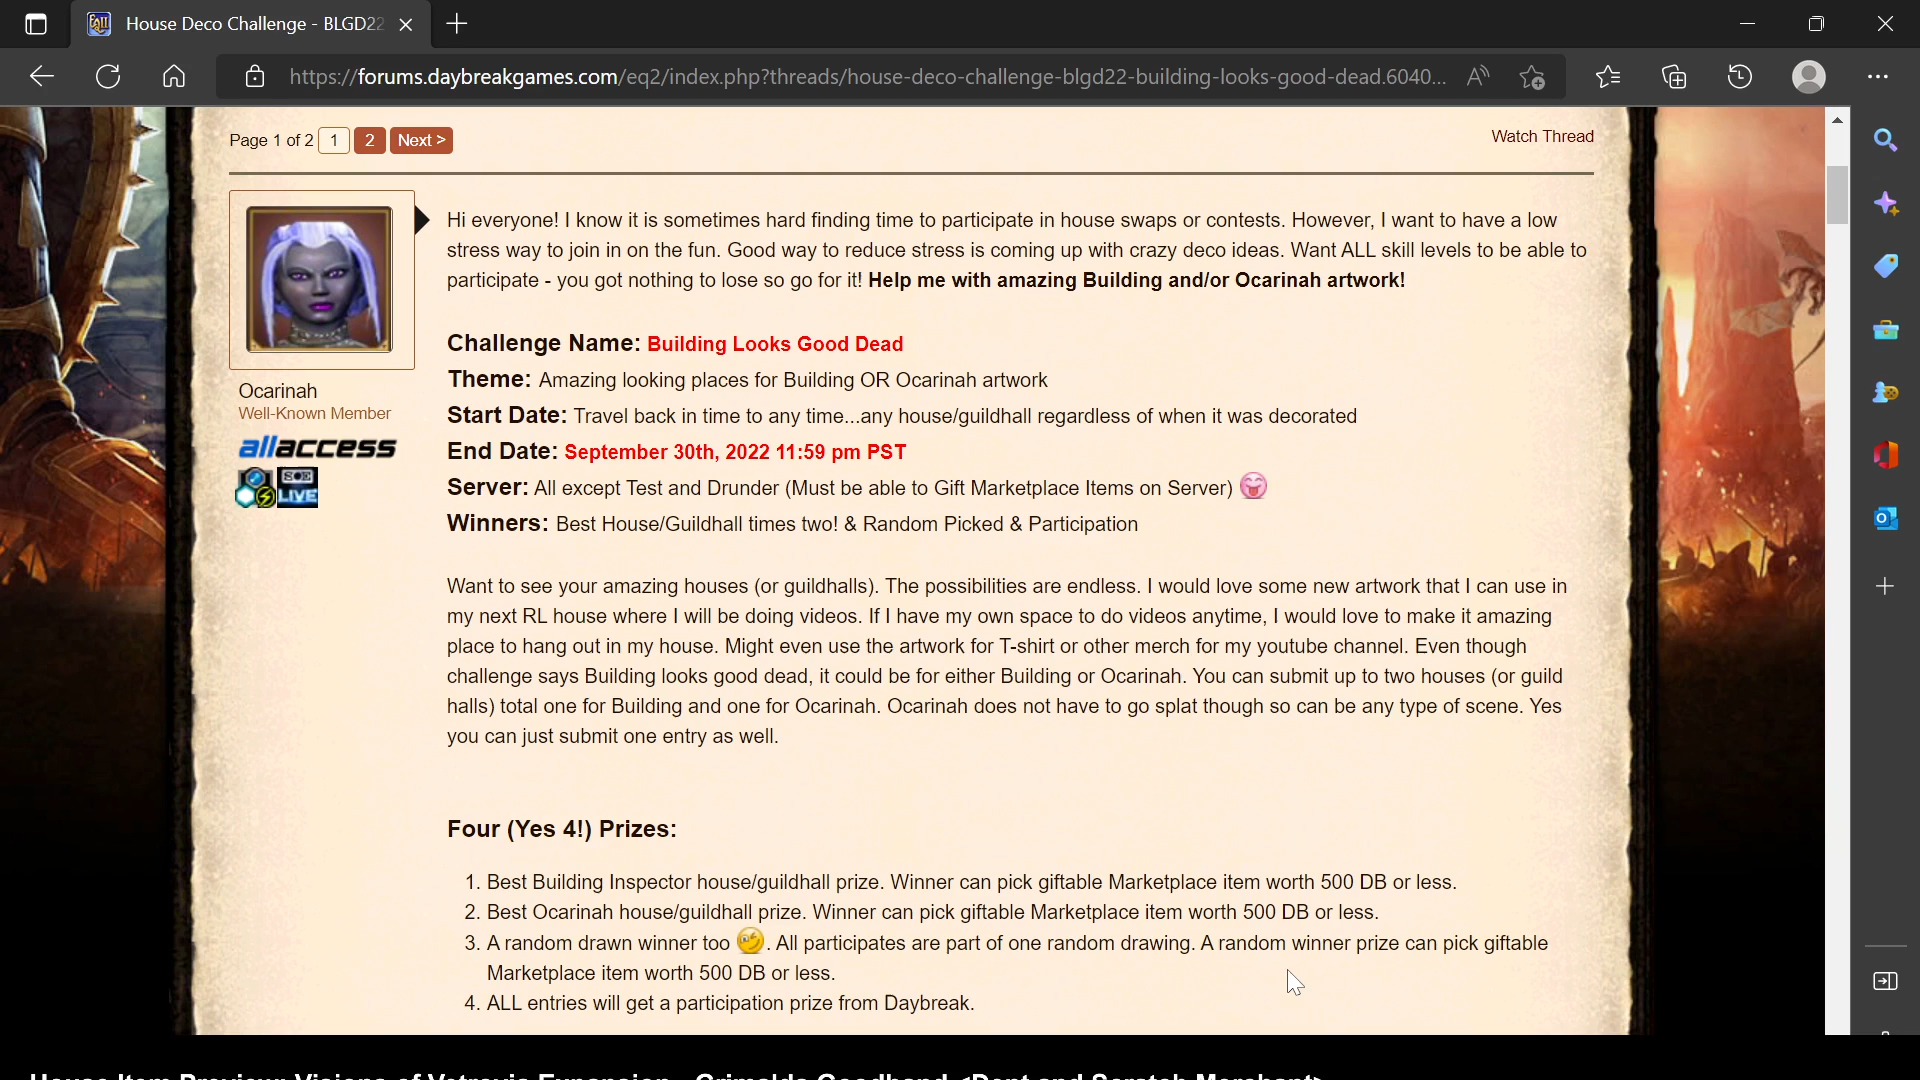 House Deco Challenge - BLGD22
https://forums.daybreakgames.com/eq2/index.php?threads/house-deco-challenge-blgd22-building-looks-good-dead.6040...
Page 1 of 2 1 2 Next >
Watch Thread
Hi everyone! I know it is sometimes hard finding time to participate in house swaps or contests. However, I want to have a low
stress way to join in on the fun. Good way to reduce stress is coming up with crazy deco ideas. Want ALL skill levels to be able to
participate - you got nothing to lose so go for it! Help me with amazing Building and/or Ocarinah artwork!
Ocarinah
Well-Known Member
allaccess
SOE
LIVE
Challenge Name: Building Looks Good Dead
Theme: Amazing looking places for Building OR Ocarinah artwork
Start Date: Travel back in time to any time...any house/guildhall regardless of when it was decorated
End Date: September 30th, 2022 11:59 pm PST
Server: All except Test and Drunder (Must be able to Gift Marketplace Items on Server)
Winners: Best House/Guildhall times two! & Random Picked & Participation
Want to see your amazing houses (or guildhalls). The possibilities are endless. I would love some new artwork that I can use in
my next RL house where I will be doing videos. If I have my own space to do videos anytime, I would love to make it amazing
place to hang out in my house. Might even use the artwork for T-shirt or other merch for my youtube channel. Even though
challenge says Building looks good dead, it could be for either Building or Ocarinah. You can submit up to two houses (or guild
halls) total one for Building and one for Ocarinah. Ocarinah does not have to go splat though so can be any type of scene. Yes
you can just submit one entry as well.
Four (Yes 4!) Prizes:
1. Best Building Inspector house/guildhall prize. Winner can pick giftable Marketplace item worth 500 DB or less.
2. Best Ocarinah house/guildhall prize. Winner can pick giftable Marketplace item worth 500 DB or less.
3. A random drawn winner too . All participates are part of one random drawing. A random winner prize can pick giftable
Marketplace item worth 500 DB or less.
4. ALL entries will get a participation prize from Daybreak.
House Item Preview: Visions of Vetrovia Expansion - Grimalda Goodhand <Dent and Scratch Merchant>